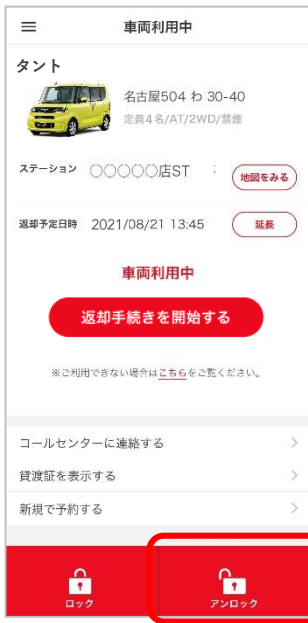 車両利用中
タント
名古屋504 わ 30-40
定員4名/AT/2WD/禁煙
ステーション 〇〇〇〇〇店ST 地図をみる
返却予定日時 2021/08/21 13:45 延長
車両利用中
返却手続きを開始する
※ご利用できない場合はこちらをご覧ください。
コールセンターに連絡する
貸渡証を表示する
新規で予約する
ロック アンロック